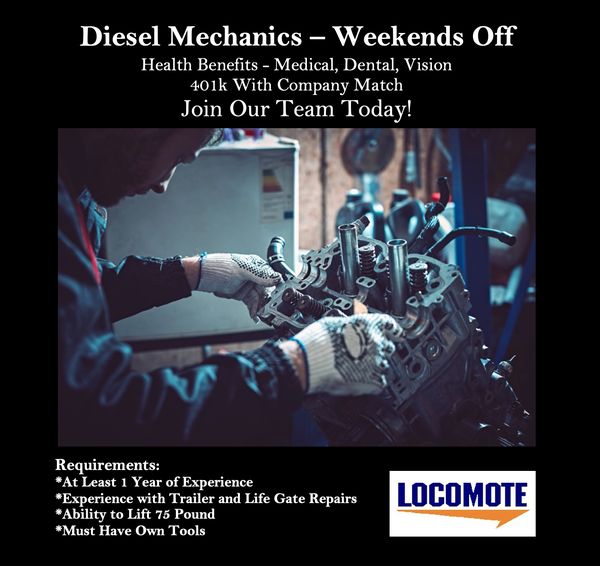 Diesel Mechanics – Weekends Off
Health Benefits - Medical, Dental, Vision
401k With Company Match
Join Our Team Today!
Requirements:
*At Least 1 Year of Experience
*Experience with Trailer and Life Gate Repairs
*Ability to Lift 75 Pound
*Must Have Own Tools
LOCOMOTE